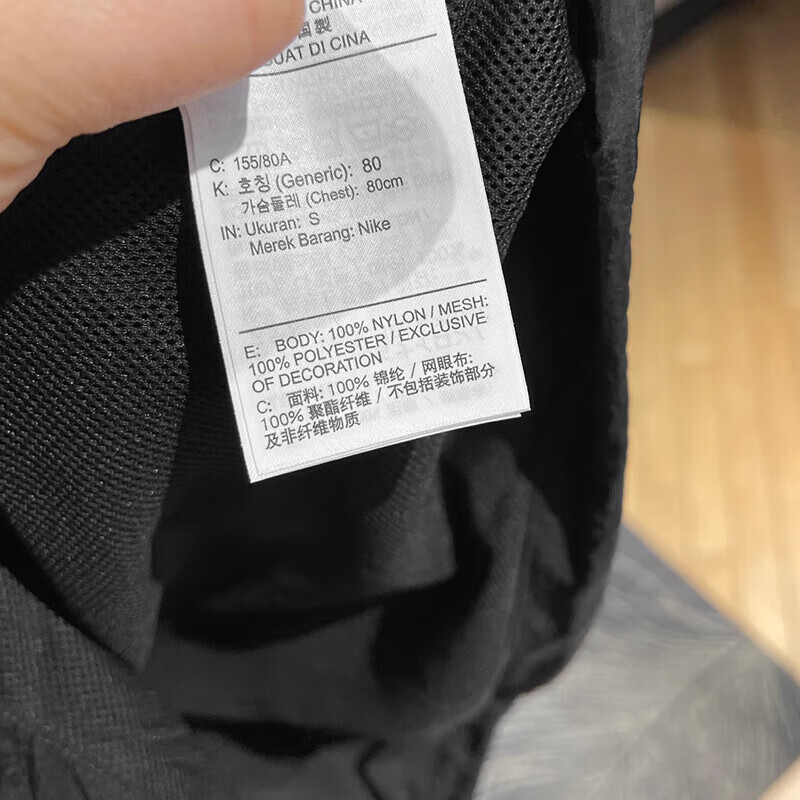 CHINA
國製
DI CINA
C: 155/80A
K: 호칭 (Generic): 80
가슴둘레 (Chest): 80cm
IN: Ukuran: S
Merek Barang: Nike
E: BODY: 100% NYLON / MESH:
100% POLYESTER / EXCLUSIVE
OF DECORATION
C: 面料: 100% 锦纶 / 网眼布:
100% 聚酯纤维 / 不包括装饰部分
及非纤维物质